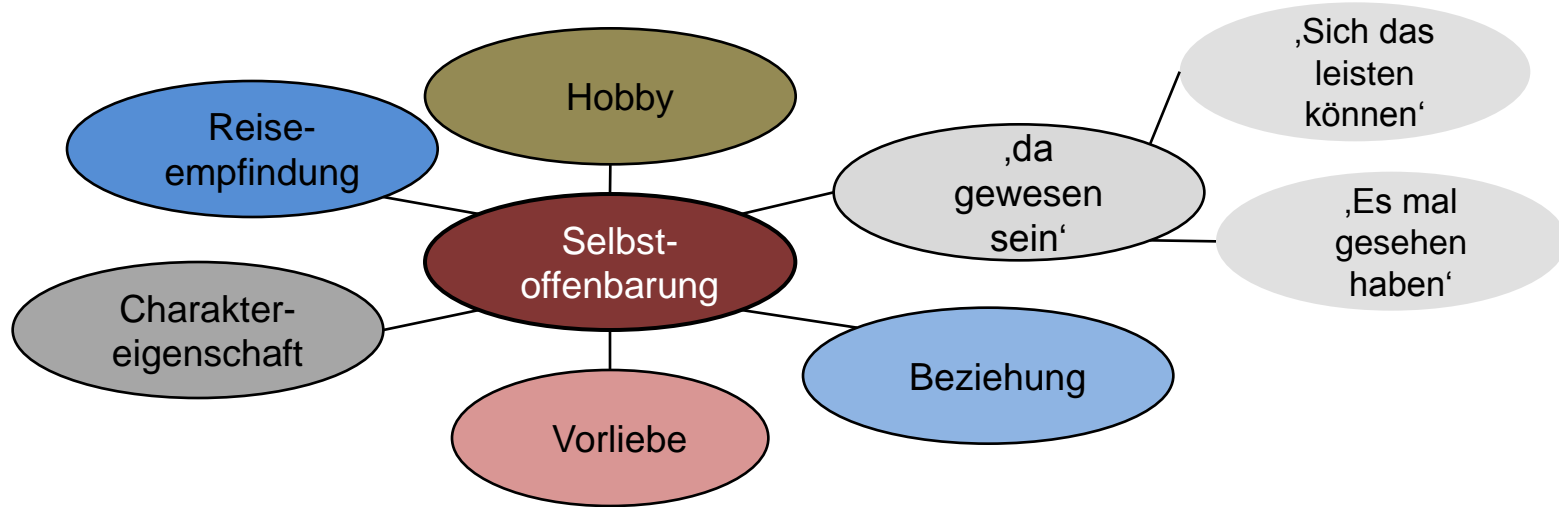 ‚Sich das
leisten
können‘
Hobby
Reise-
empfindung
‚da
gewesen
sein‘
‚Es mal
gesehen
haben‘
Selbst-
offenbarung
Charakter-
eigenschaft
Beziehung
Vorliebe